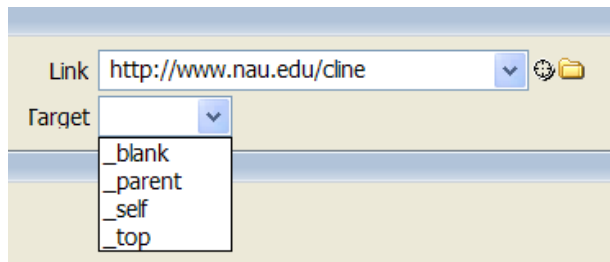 Link http://www.nau.edu/cline
Target
_blank
_parent
_self
_top